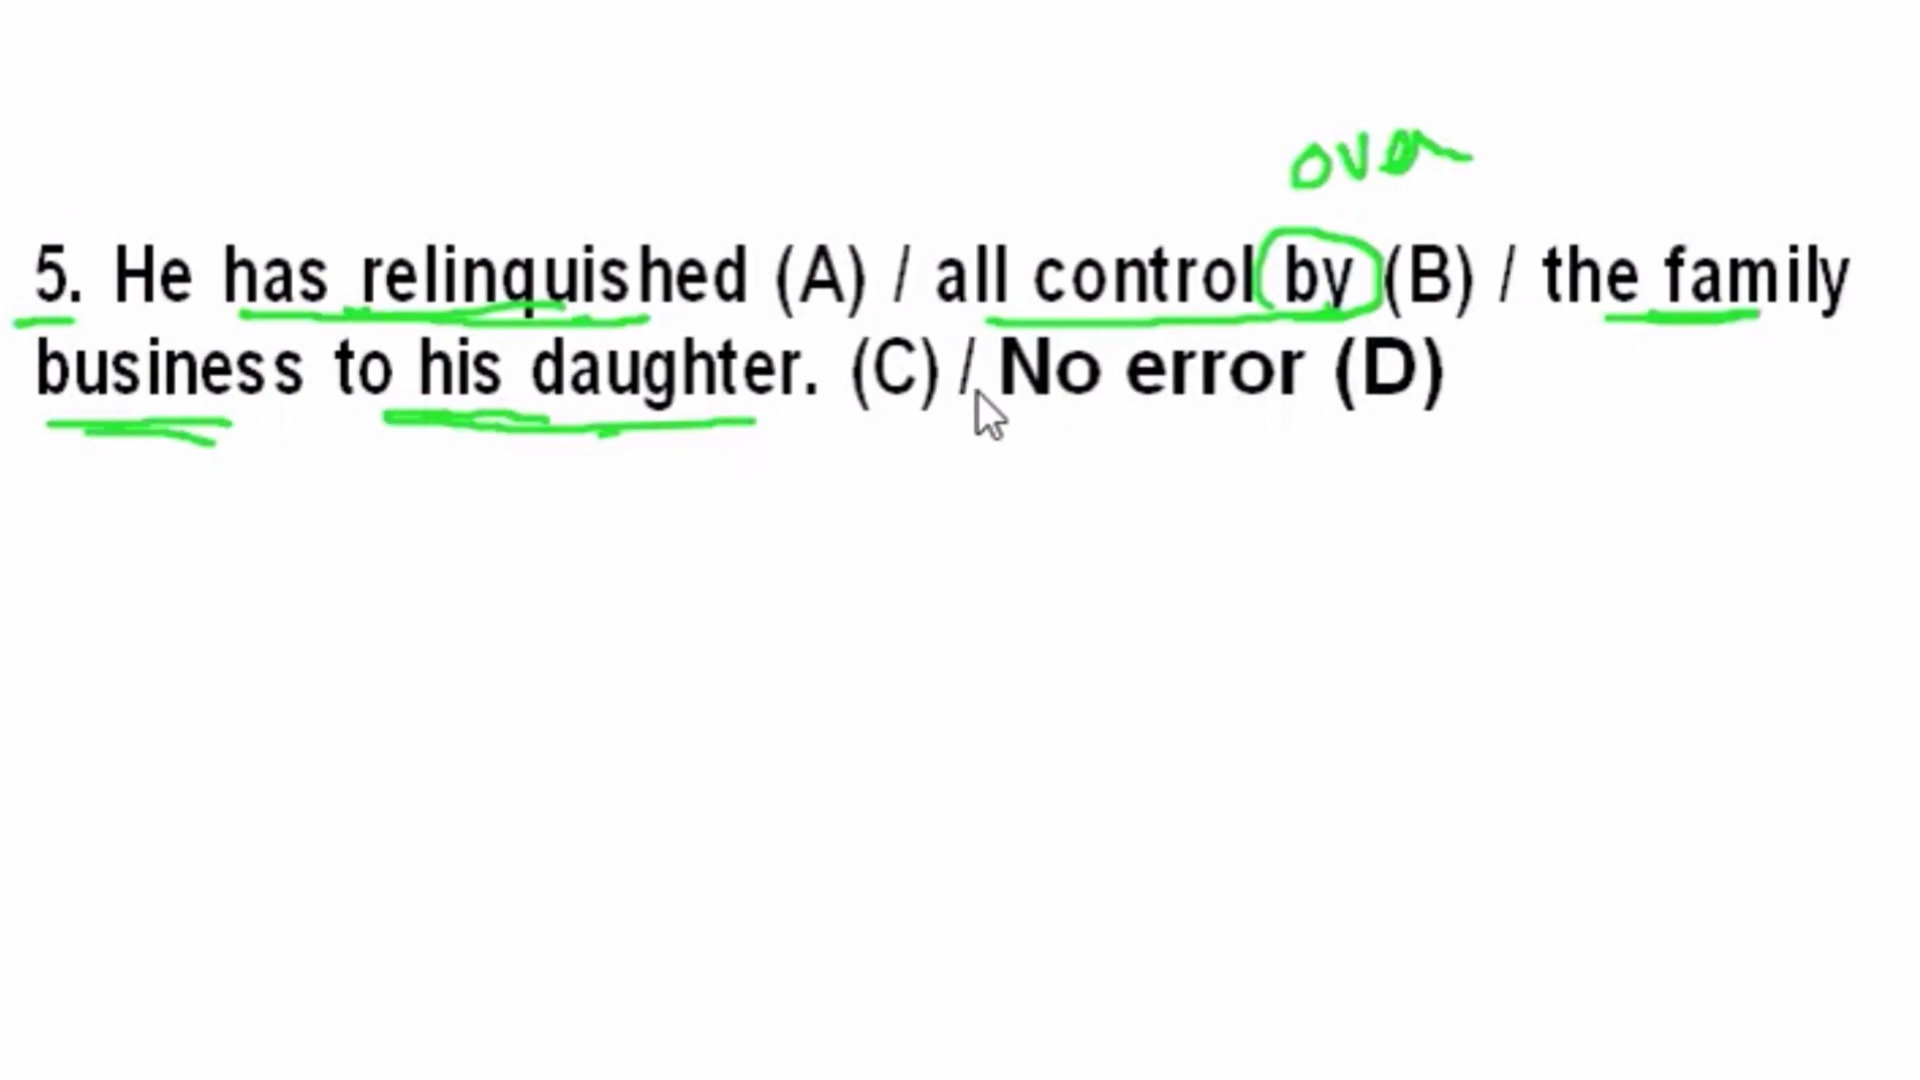 over
5. He has relinquished (A) / all control by (B) / the family
business to his daughter. (C) / No error (D)